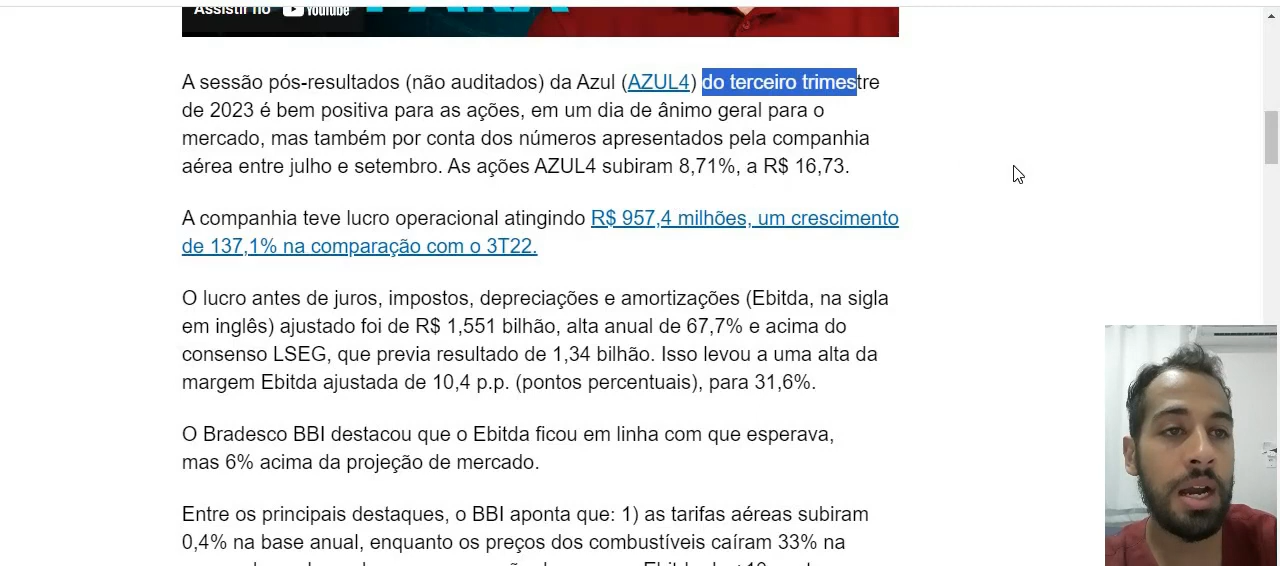 Assistir no YouTube
A sessão pós-resultados (não auditados) da Azul (AZUL4) do terceiro trimestre
de 2023 é bem positiva para as ações, em um dia de ânimo geral para o
mercado, mas também por conta dos números apresentados pela companhia
aérea entre julho e setembro. As ações AZUL4 subiram 8,71%, a R$ 16,73.
A companhia teve lucro operacional atingindo R$ 957,4 milhões, um crescimento
de 137,1% na comparação com o 3T22.
O lucro antes de juros, impostos, depreciações e amortizações (Ebitda, na sigla
em inglês) ajustado foi de R$ 1,551 bilhão, alta anual de 67,7% e acima do
consenso LSEG, que previa resultado de 1,34 bilhão. Isso levou a uma alta da
margem Ebitda ajustada de 10,4 p.p. (pontos percentuais), para 31,6%.
O Bradesco BBI destacou que o Ebitda ficou em linha com que esperava,
mas 6% acima da projeção de mercado.
Entre os principais destaques, o BBI aponta que: 1) as tarifas aéreas subiram
0,4% na base anual, enquanto os preços dos combustíveis caíram 33% na